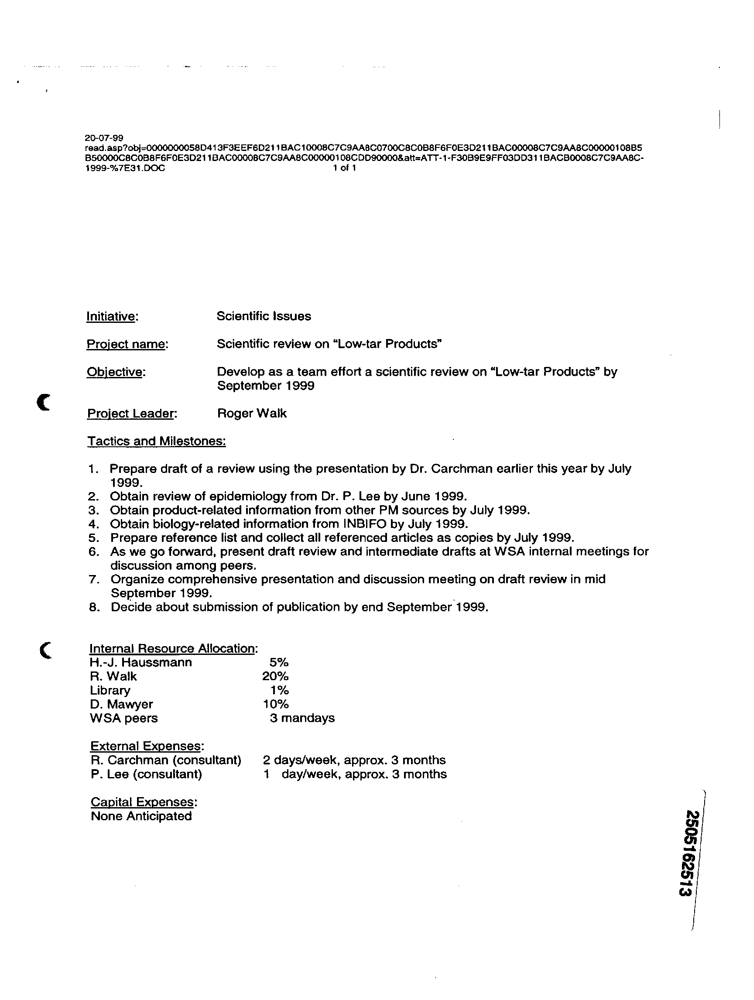 20-07-99
read.asp?obj=0000000058D413F3EEF6D211BAC10008C7C9AA8C0700C8C0B8F6F0E3D211BAC00008C7C9AA8C00000108B5
B50000C8C0B8F6F0E3D211BAC00008C7C9AA8C00000108CDD90000&att=ATT-1-F30B9E9FF03DD311BACB0008C7C9AA8C-
1999-%7E31.DOC 1 of 1
Initiative: Scientific Issues
Project name: Scientific review on “Low-tar Products”
Objective: Develop as a team effort a scientific review on “Low-tar Products” by
September 1999
Project Leader: Roger Walk
Tactics and Milestones:
1. Prepare draft of a review using the presentation by Dr. Carchman earlier this year by July
1999.
2. Obtain review of epidemiology from Dr. P. Lee by June 1999.
3. Obtain product-related information from other PM sources by July 1999.
4. Obtain biology-related information from INBIFO by July 1999.
5. Prepare reference list and collect all referenced articles as copies by July 1999.
6. As we go forward, present draft review and intermediate drafts at WSA internal meetings for
discussion among peers.
7. Organize comprehensive presentation and discussion meeting on draft review in mid
September 1999.
8. Decide about submission of publication by end September 1999.
Internal Resource Allocation:
H.-J. Haussmann 5%
R. Walk 20%
Library 1%
D. Mawyer 10%
WSA peers 3 mandays
External Expenses:
R. Carchman (consultant) 2 days/week, approx. 3 months
P. Lee (consultant) 1 day/week, approx. 3 months
Capital Expenses:
None Anticipated
2505162513